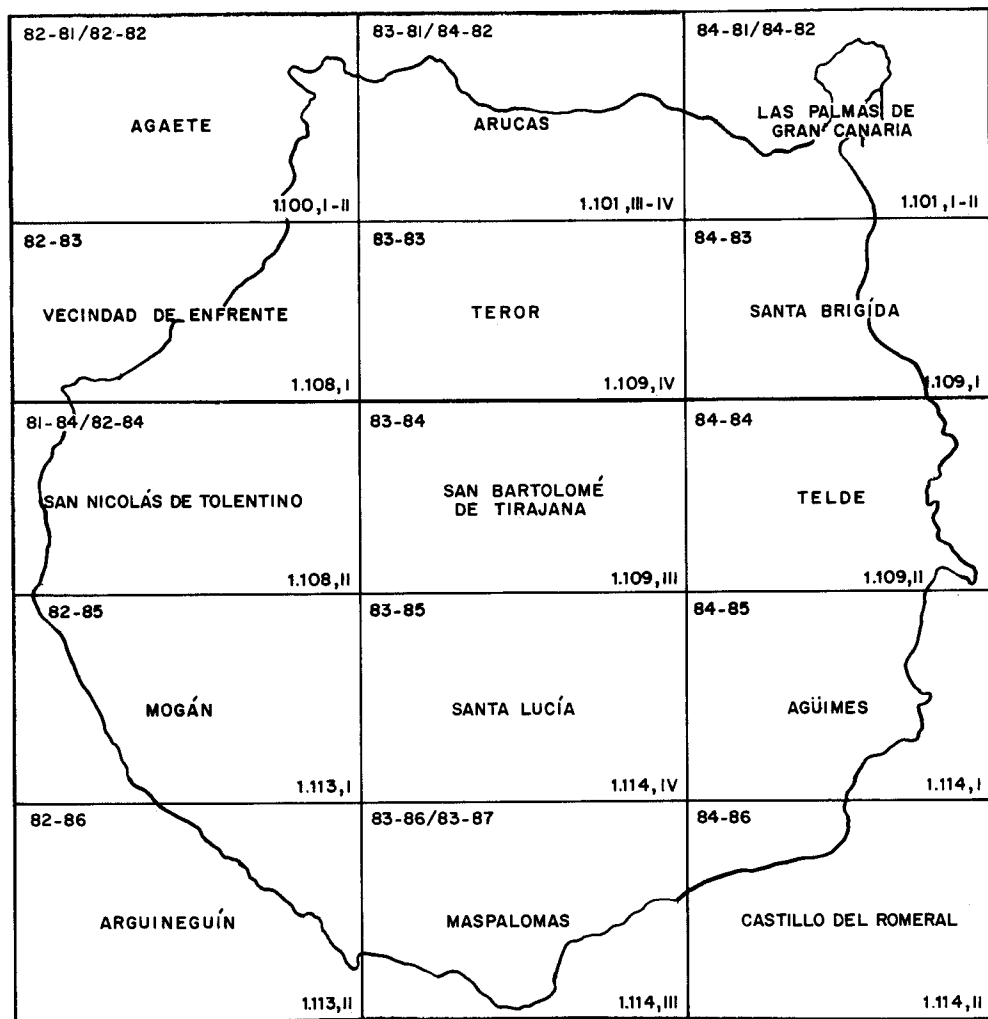 82-81/82-82
AGAETE
1.100, I-II
83-81/84-82
ARUCAS
1.101, III-IV
84-81/84-82
LAS PALMAS DE
GRAN CANARIA
1.101, I-II
82-83
VECINDAD DE ENFRENTE
1.108, I
83-83
TEROR
1.109, IV
84-83
SANTA BRIGÍDA
1.109, I
81-84/82-84
SAN NICOLÁS DE TOLENTINO
1.108, II
83-84
SAN BARTOLOMÉ
DE TIRAJANA
1.109, III
84-84
TELDE
1.109, II
82-85
MOGÁN
1.113, I
83-85
SANTA LUCÍA
1.114, IV
84-85
AGÜIMES
1.114, I
82-86
ARGUINEGUÍN
1.113, II
83-86/83-87
MASPALOMAS
1.114, III
84-86
CASTILLO DEL ROMERAL
1.114, II